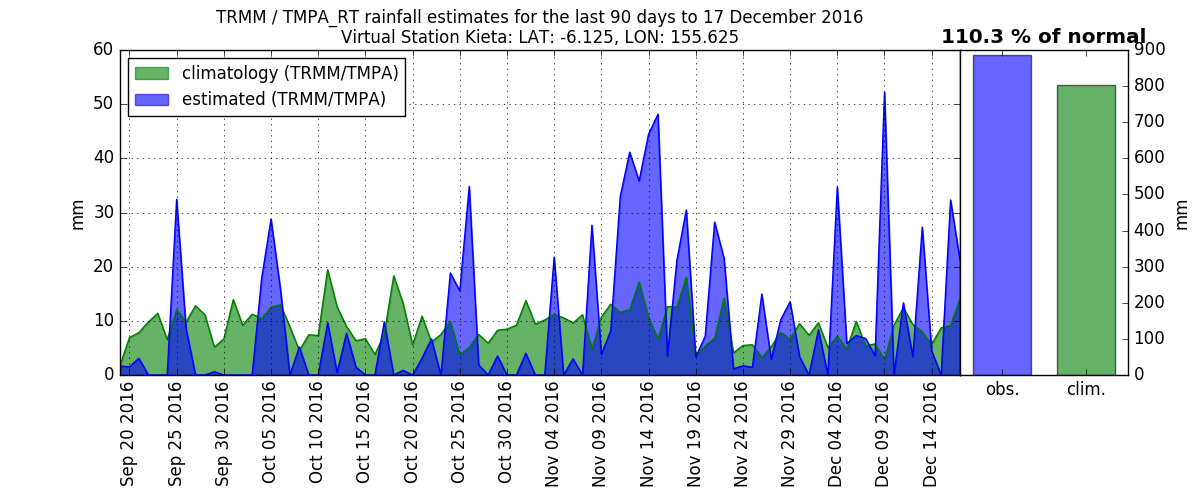 TRMM / TMPA_RT rainfall estimates for the last 90 days to 17 December 2016
Virtual Station Kieta: LAT: -6.125, LON: 155.625
110.3 % of normal
climatology (TRMM/TMPA)
estimated (TRMM/TMPA)
mm
60
50
40
30
20
10
0
Sep 20 2016
Sep 25 2016
Sep 30 2016
Oct 05 2016
Oct 10 2016
Oct 15 2016
Oct 20 2016
Oct 25 2016
Oct 30 2016
Nov 04 2016
Nov 09 2016
Nov 14 2016
Nov 19 2016
Nov 24 2016
Nov 29 2016
Dec 04 2016
Dec 09 2016
Dec 14 2016
obs.
clim.
900
800
700
600
500
400
300
200
100
0
mm